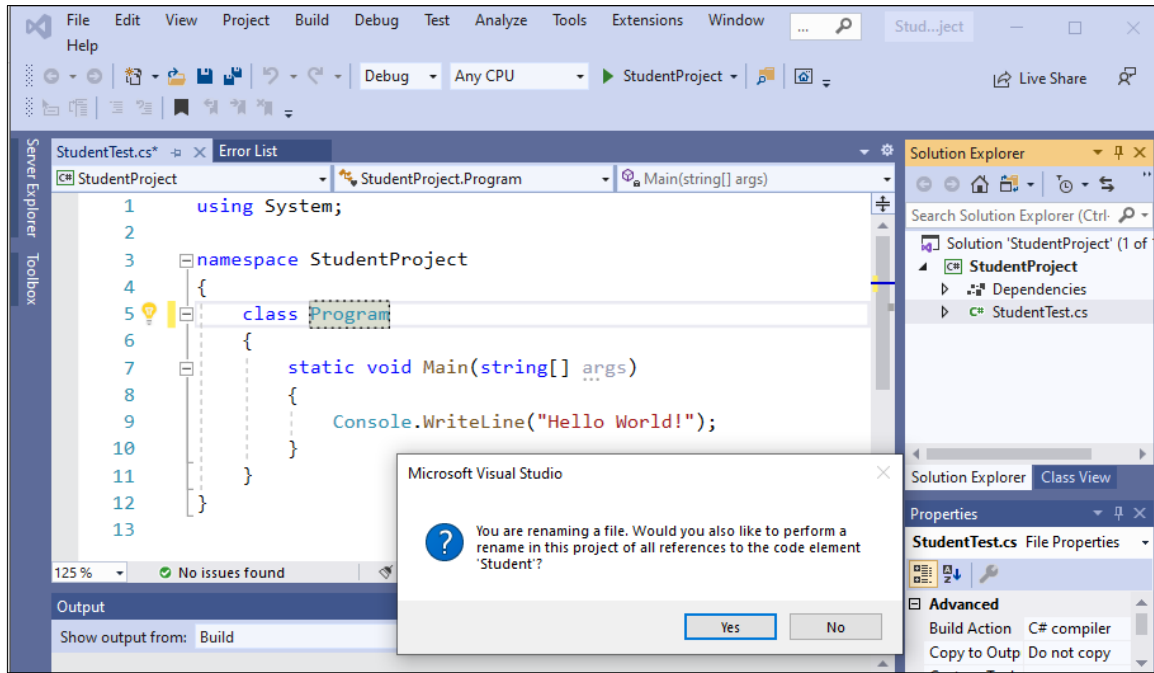 File Edit View Project Build Debug Test Analyze Tools Extensions Window ... Stud...ject
Help
Debug Any CPU StudentProject Live Share
Server Explorer
Toolbox
StudentTest.cs* Error List
C# StudentProject StudentProject.Program Main(string[] args)
1 using System;
2
3 namespace StudentProject
4 {
5 class Program
6 {
7 static void Main(string[] args)
8 {
9 Console.WriteLine("Hello World!");
10 }
11 }
12 }
13
125 % No issues found
Output
Show output from: Build
Solution Explorer
Search Solution Explorer (Ctrl-
Solution 'StudentProject' (1 of
C# StudentProject
Dependencies
C# StudentTest.cs
Solution Explorer Class View
Properties
StudentTest.cs File Properties
Advanced
Build Action C# compiler
Copy to Outp Do not copy
Microsoft Visual Studio
You are renaming a file. Would you also like to perform a
rename in this project of all references to the code element
'Student'?
Yes No